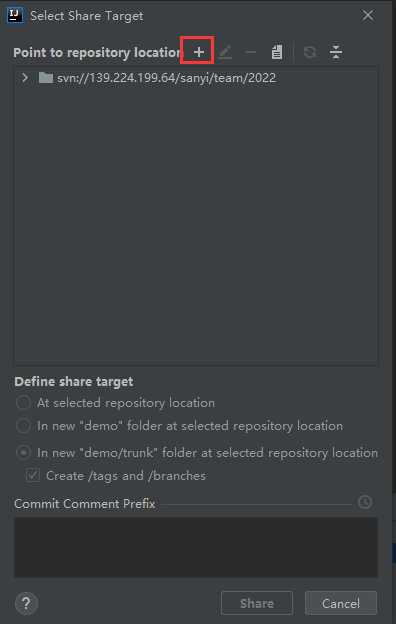 IJ Select Share Target
Point to repository location
svn://139.224.199.64/sanyi/team/2022
Define share target
At selected repository location
In new "demo" folder at selected repository location
In new "demo/trunk" folder at selected repository location
Create /tags and /branches
Commit Comment Prefix
? Share Cancel